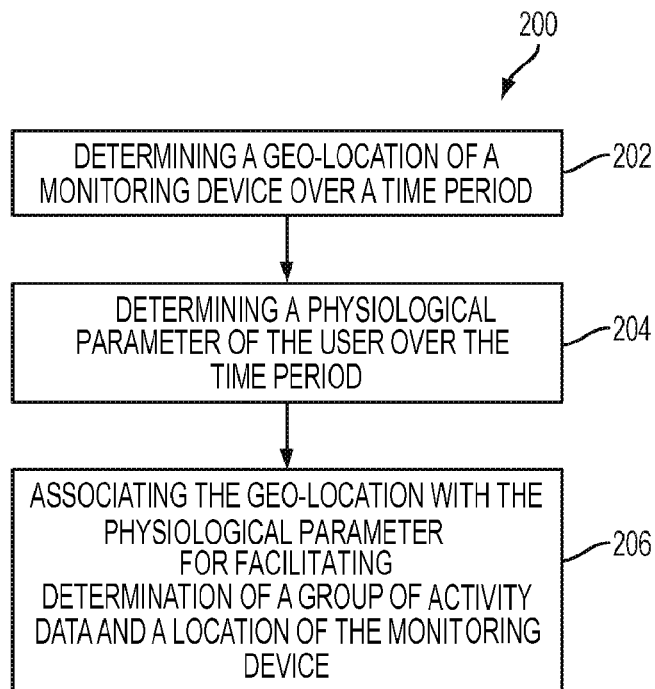 200
DETERMINING A GEO-LOCATION OF A
MONITORING DEVICE OVER A TIME PERIOD
202
DETERMINING A PHYSIOLOGICAL
PARAMETER OF THE USER OVER THE
TIME PERIOD
204
ASSOCIATING THE GEO-LOCATION WITH THE
PHYSIOLOGICAL PARAMETER
FOR FACILITATING
DETERMINATION OF A GROUP OF ACTIVITY
DATA AND A LOCATION OF THE MONITORING
DEVICE
206